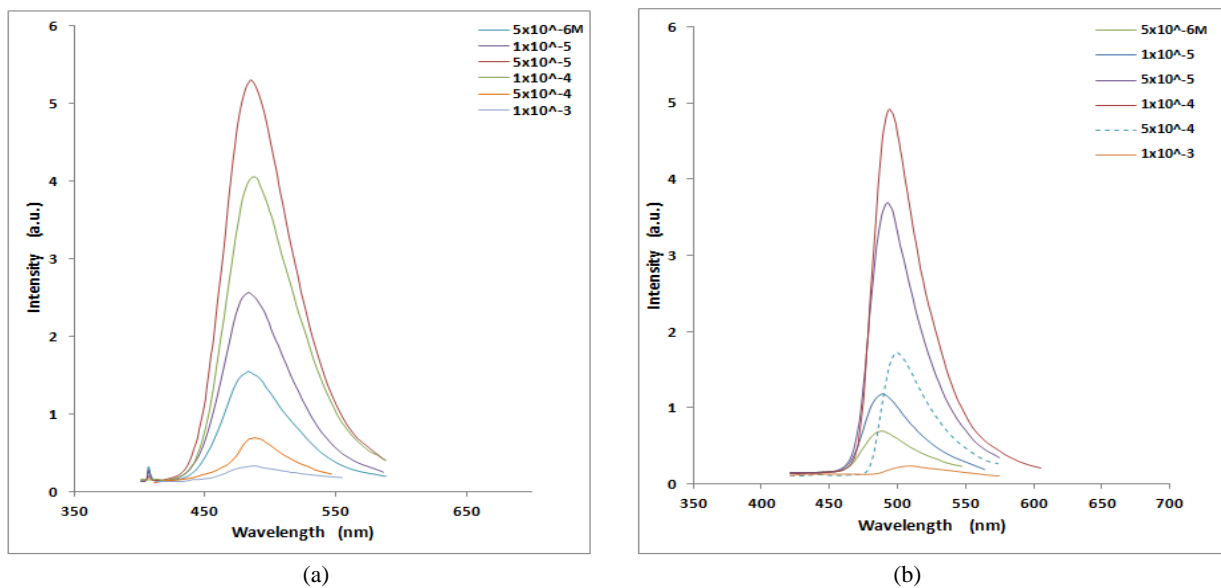 6
5
4
3
2
1
0
Intensity (a.u.)
350 450 550 650
Wavelength (nm)
5x10^-6M
1x10^-5
5x10^-5
1x10^-4
5x10^-4
1x10^-3
(a)
6
5
4
3
2
1
0
Intensity (a.u.)
350 400 450 500 550 600 650 700
Wavelength (nm)
5x10^-6M
1x10^-5
5x10^-5
1x10^-4
5x10^-4
1x10^-3
(b)